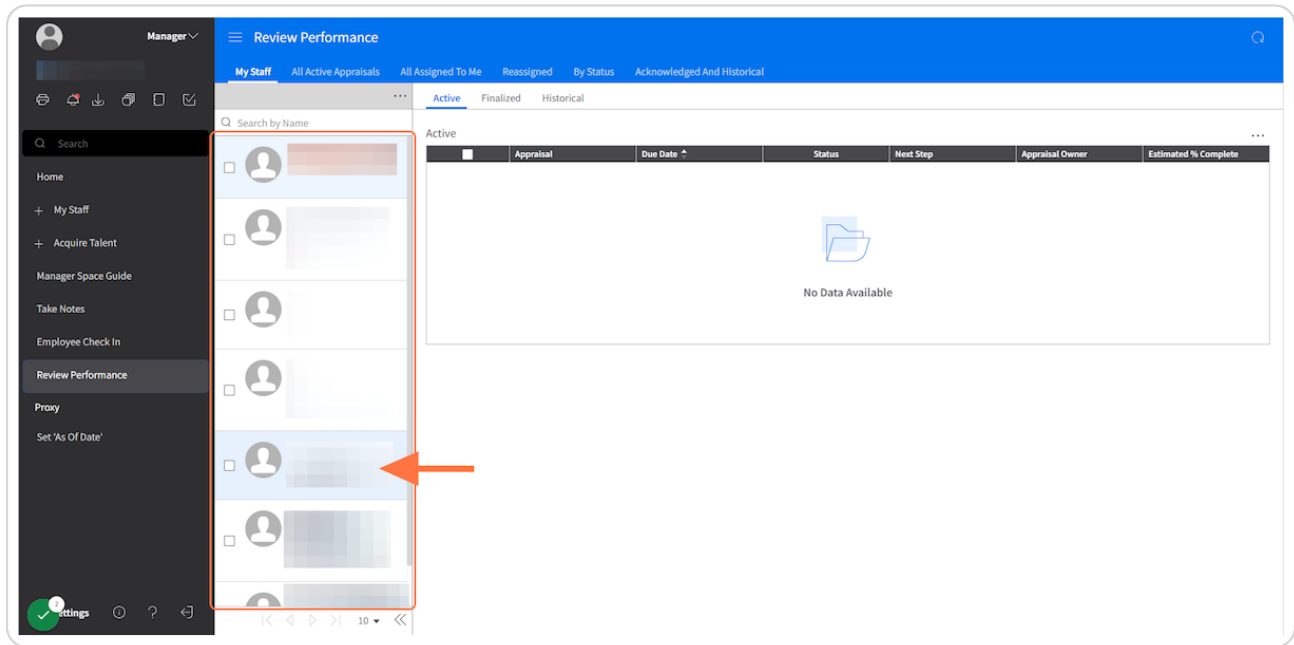 Manager
Review Performance
My Staff All Active Appraisals All Assigned To Me Reassigned By Status Acknowledged And Historical
Active Finalized Historical
Search by Name
Search
Active
Appraisal Due Date Status Next Step Appraisal Owner Estimated % Complete
Home
+ My Staff
+ Acquire Talent
Manager Space Guide
Take Notes
Employee Check In
Review Performance
Proxy
Set 'As Of Date'
No Data Available
2
ettings
10